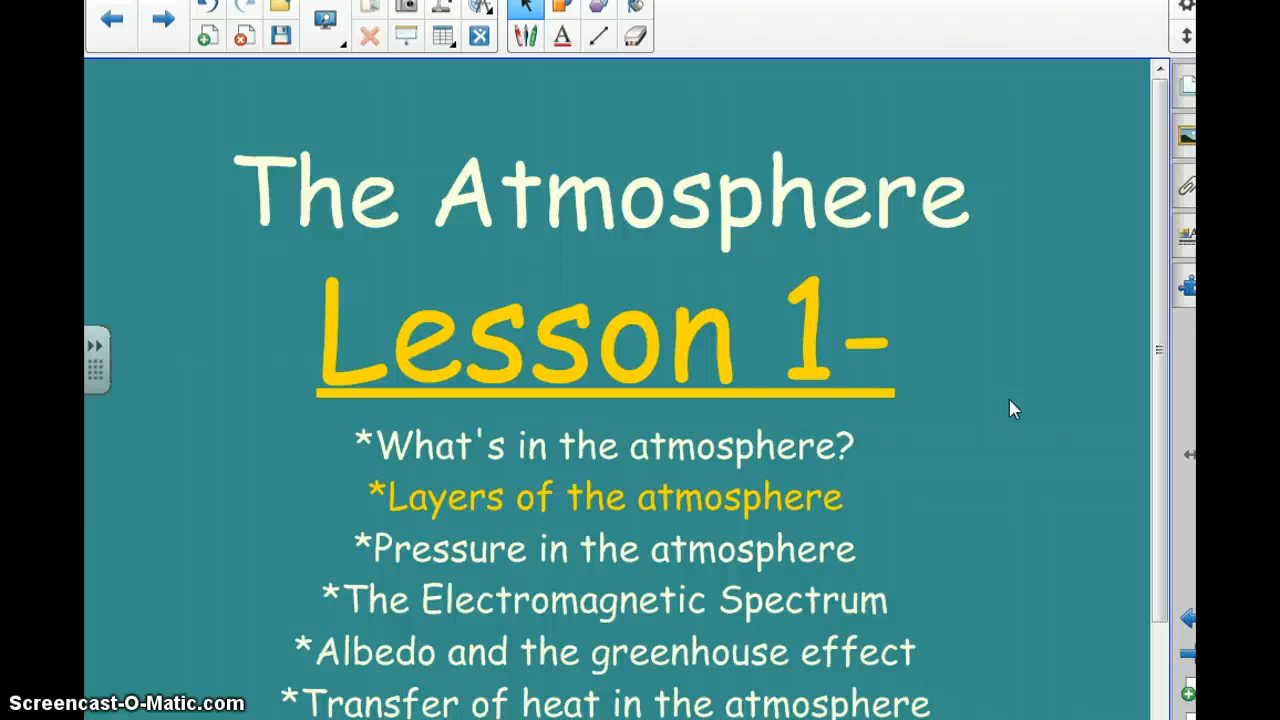 The Atmosphere
Lesson 1-
*What's in the atmosphere?
*Layers of the atmosphere
*Pressure in the atmosphere
*The Electromagnetic Spectrum
*Albedo and the greenhouse effect
*Transfer of heat in the atmosphere
Screencast-O-Matic.com